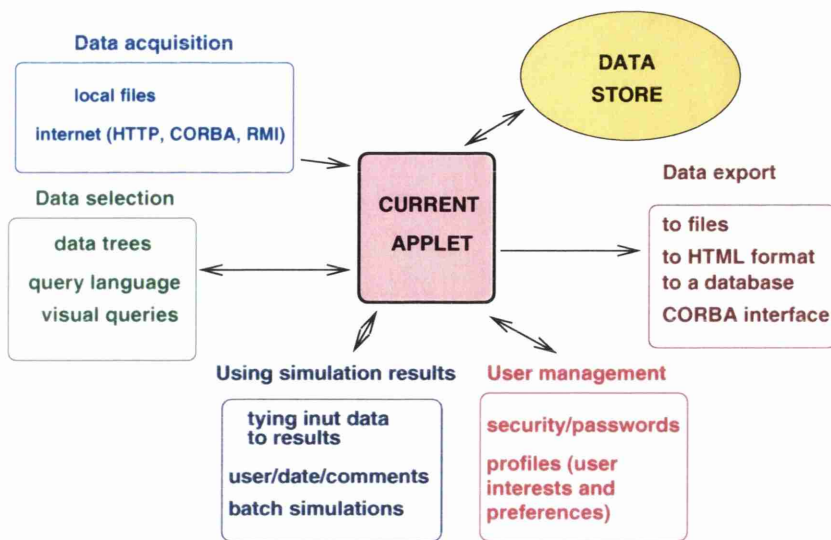 Data acquisition
local files
internet (HTTP, CORBA, RMI)
DATA
STORE
Data selection
data trees
query language
visual queries
CURRENT
APPLET
Data export
to files
to HTML format
to a database
CORBA interface
Using simulation results
tying inut data
to results
user/date/comments
batch simulations
User management
security/passwords
profiles (user
interests and
preferences)